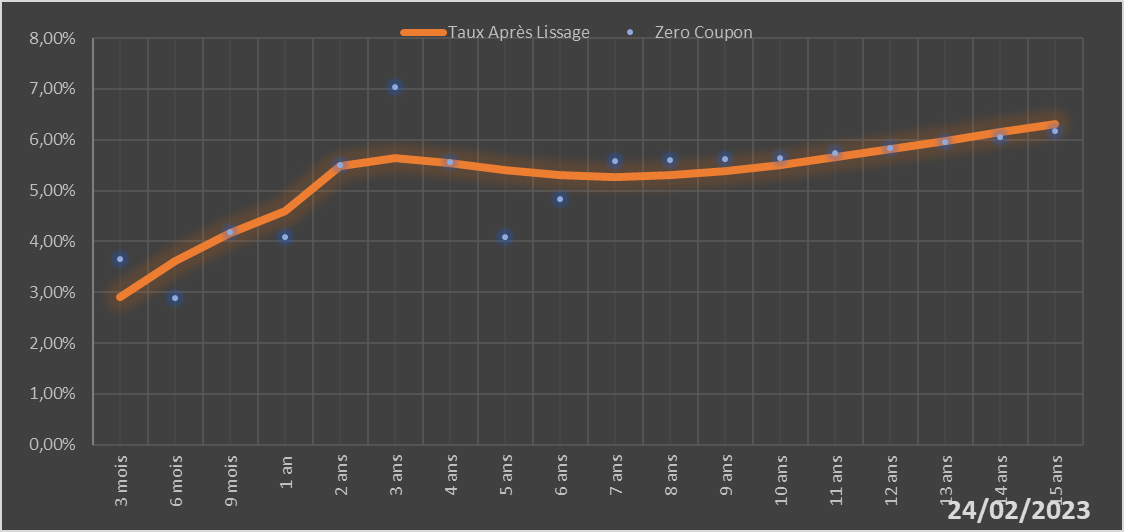 Taux Après Lissage
Zero Coupon
8,00%
7,00%
6,00%
5,00%
4,00%
3,00%
2,00%
1,00%
0,00%
3 mois
6 mois
9 mois
1 an
2 ans
3 ans
4 ans
5 ans
6 ans
7 ans
8 ans
9 ans
10 ans
11 ans
12 ans
13 ans
14 ans
15 ans
24/02/2023